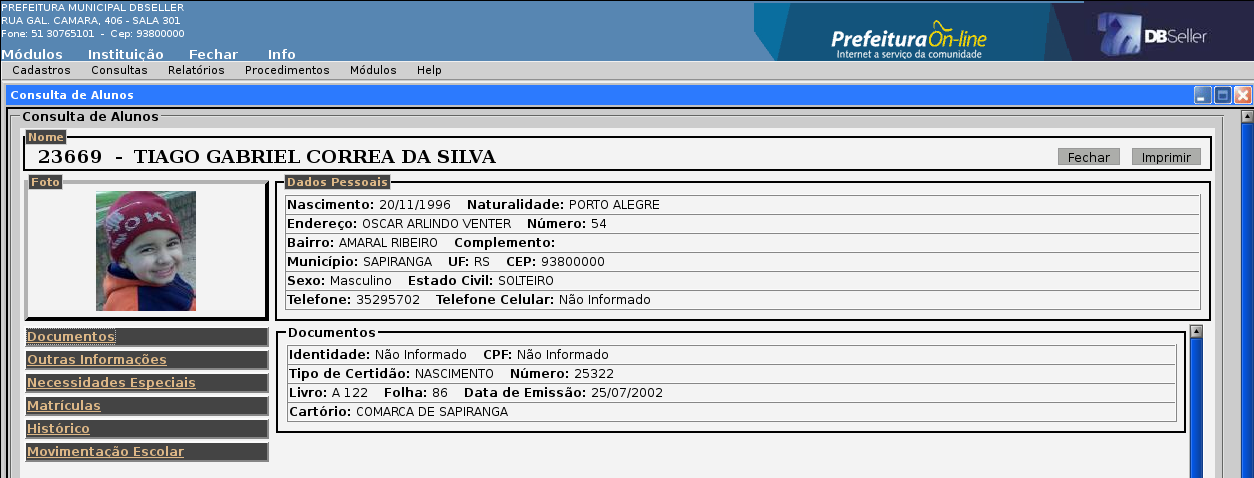 PREFEITURA MUNICIPAL DBSELLER
RUA GAL. CAMARA, 406 - SALA 301
Fone: 51 30765101 - Cep: 93800000
Prefeitura On-line
Internet a serviço da comunidade
DBSeller
Módulos Instituição Fechar Info
Cadastros Consultas Relatórios Procedimentos Módulos Help
Consulta de Alunos
Consulta de Alunos
Nome
23669 - TIAGO GABRIEL CORREA DA SILVA
Fechar Imprimir
Foto
POKÉ
Dados Pessoais
Nascimento: 20/11/1996 Naturalidade: PORTO ALEGRE
Endereço: OSCAR ARLINDO VENTER Número: 54
Bairro: AMARAL RIBEIRO Complemento:
Município: SAPIRANGA UF: RS CEP: 93800000
Sexo: Masculino Estado Civil: SOLTEIRO
Telefone: 35295702 Telefone Celular: Não Informado
Documentos
Outras Informações
Necessidades Especiais
Matrículas
Histórico
Movimentação Escolar
Documentos
Identidade: Não Informado CPF: Não Informado
Tipo de Certidão: NASCIMENTO Número: 25322
Livro: A 122 Folha: 86 Data de Emissão: 25/07/2002
Cartório: COMARCA DE SAPIRANGA